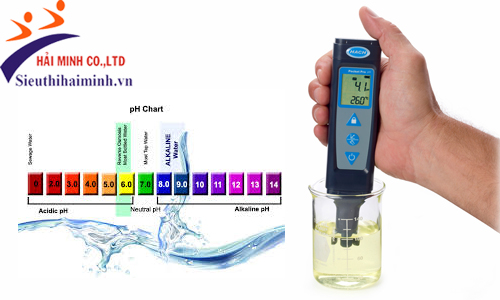 HẢI MINH CO.,LTD
Sieuthihaiminh.vn
pH Chart
Sewage Water
Reverse Osmosis
Most Bottled Water
Most Tap Water
ALKALINE
Water
0 2.0 3.0 4.0 5.0 6.0 7.0 8.0 9.0 10 11 12 13 14
Acidic pH Neutral pH Alkaline pH
HACH
Pocket Pro
4.1
26.0